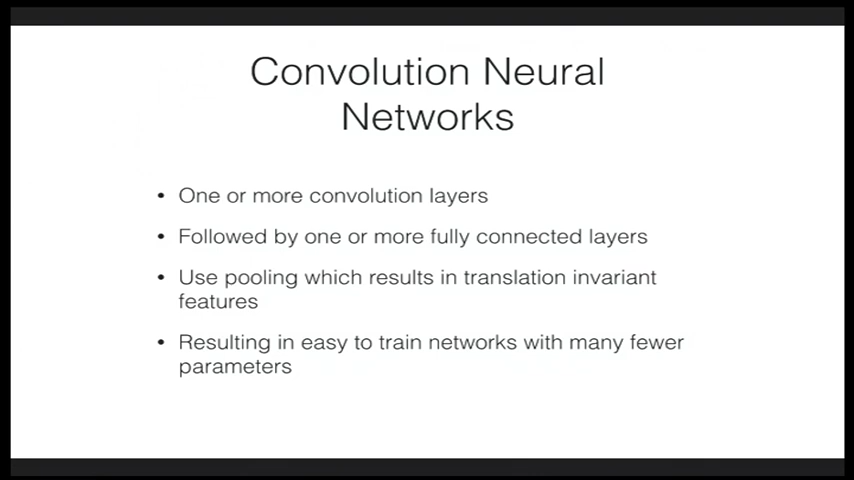 Convolution Neural
Networks
• One or more convolution layers
• Followed by one or more fully connected layers
• Use pooling which results in translation invariant
features
• Resulting in easy to train networks with many fewer
parameters